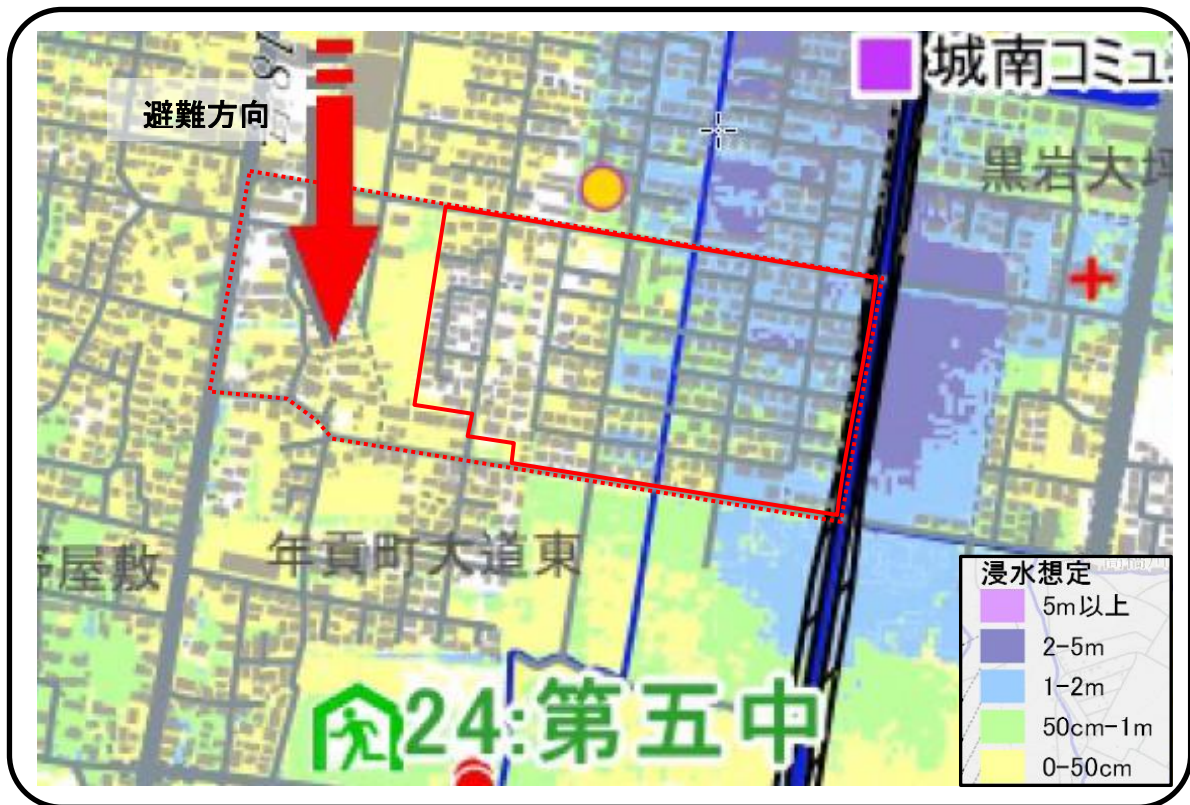 城南コミュ
避難方向
黒岩大坪
年貢町大道東
屋敷
24:第五中
浸水想定
5m以上
2-5m
1-2m
50cm-1m
0-50cm